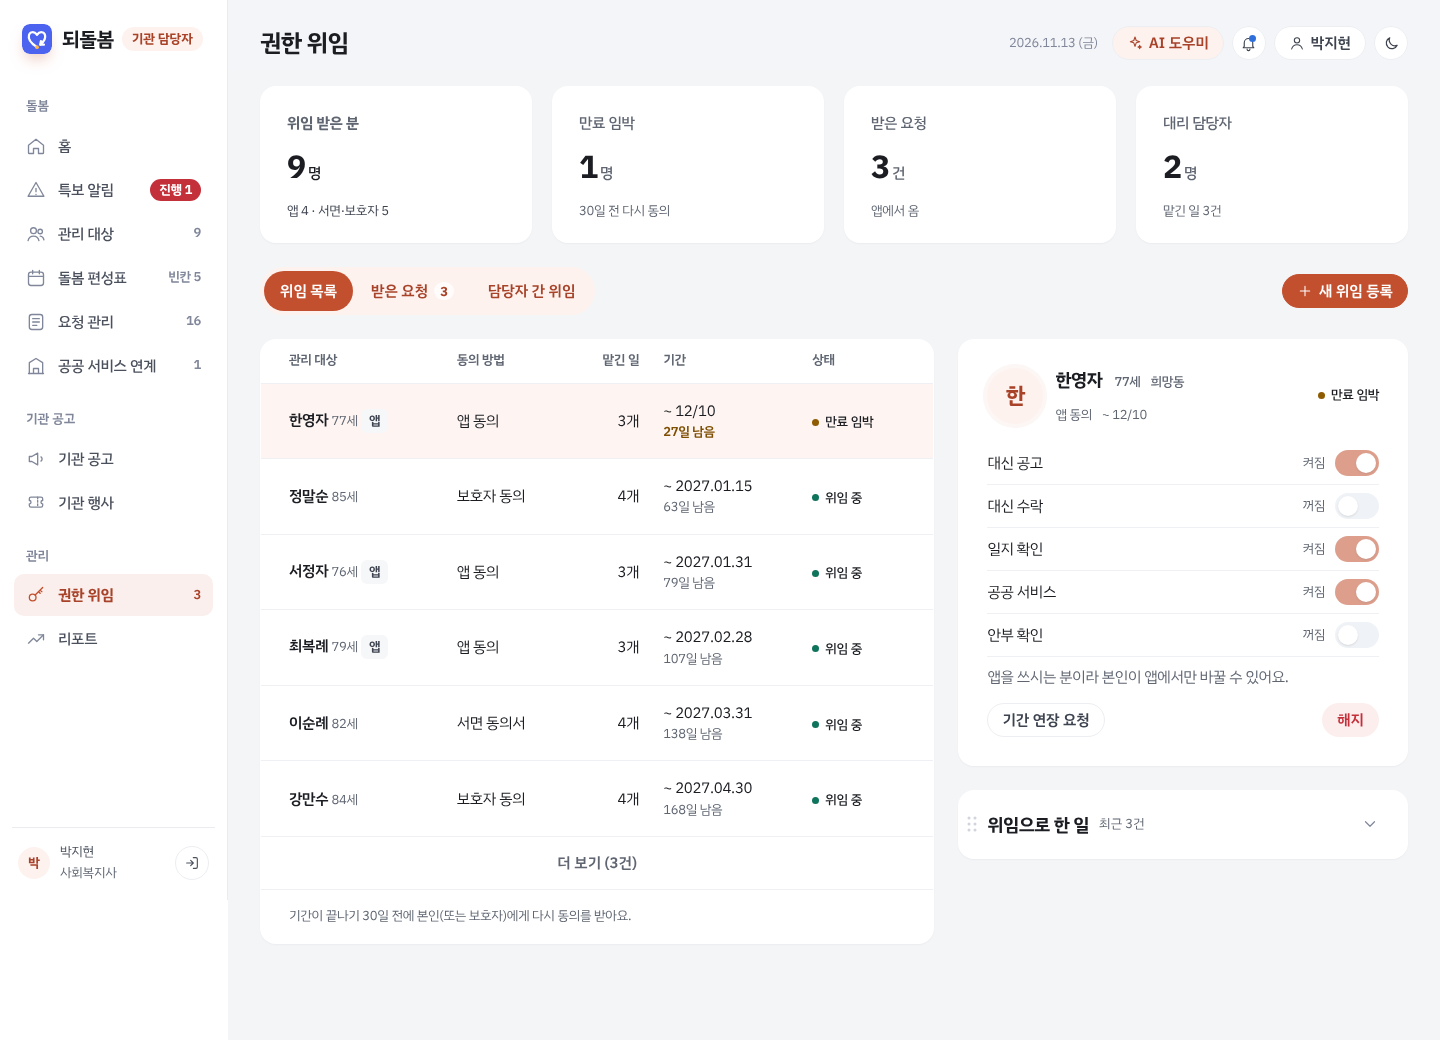 되돌봄 기관 담당자
돌봄
홈
특보 알림 진행 1
관리 대상 9
돌봄 편성표 빈칸 5
요청 관리 16
공공 서비스 연계 1
기관 공고
기관 공고
기관 행사
관리
권한 위임 3
리포트
박 박지현
사회복지사
권한 위임
2026.11.13 (금) AI 도우미 박지현
위임 받은 분
9명
앱 4 · 서면·보호자 5
만료 임박
1명
30일 전 다시 동의
받은 요청
3건
앱에서 옴
대리 담당자
2명
맡긴 일 3건
위임 목록 받은 요청 3 담당자 간 위임
+ 새 위임 등록
관리 대상 동의 방법 맡긴 일 기간 상태
한영자 77세 앱 앱 동의 3개 ~ 12/10 만료 임박
27일 남음
정말순 85세 보호자 동의 4개 ~ 2027.01.15 위임 중
63일 남음
서정자 76세 앱 앱 동의 3개 ~ 2027.01.31 위임 중
79일 남음
최복례 79세 앱 앱 동의 3개 ~ 2027.02.28 위임 중
107일 남음
이순례 82세 서면 동의서 4개 ~ 2027.03.31 위임 중
138일 남음
강만수 84세 보호자 동의 4개 ~ 2027.04.30 위임 중
168일 남음
더 보기 (3건)
기간이 끝나기 30일 전에 본인(또는 보호자)에게 다시 동의를 받아요.
한 한영자 77세 희망동 만료 임박
앱 동의 ~ 12/10
대신 공고 켜짐
대신 수락 꺼짐
일지 확인 켜짐
공공 서비스 켜짐
안부 확인 꺼짐
앱을 쓰시는 분이라 본인이 앱에서만 바꿀 수 있어요.
기간 연장 요청 해지
위임으로 한 일 최근 3건